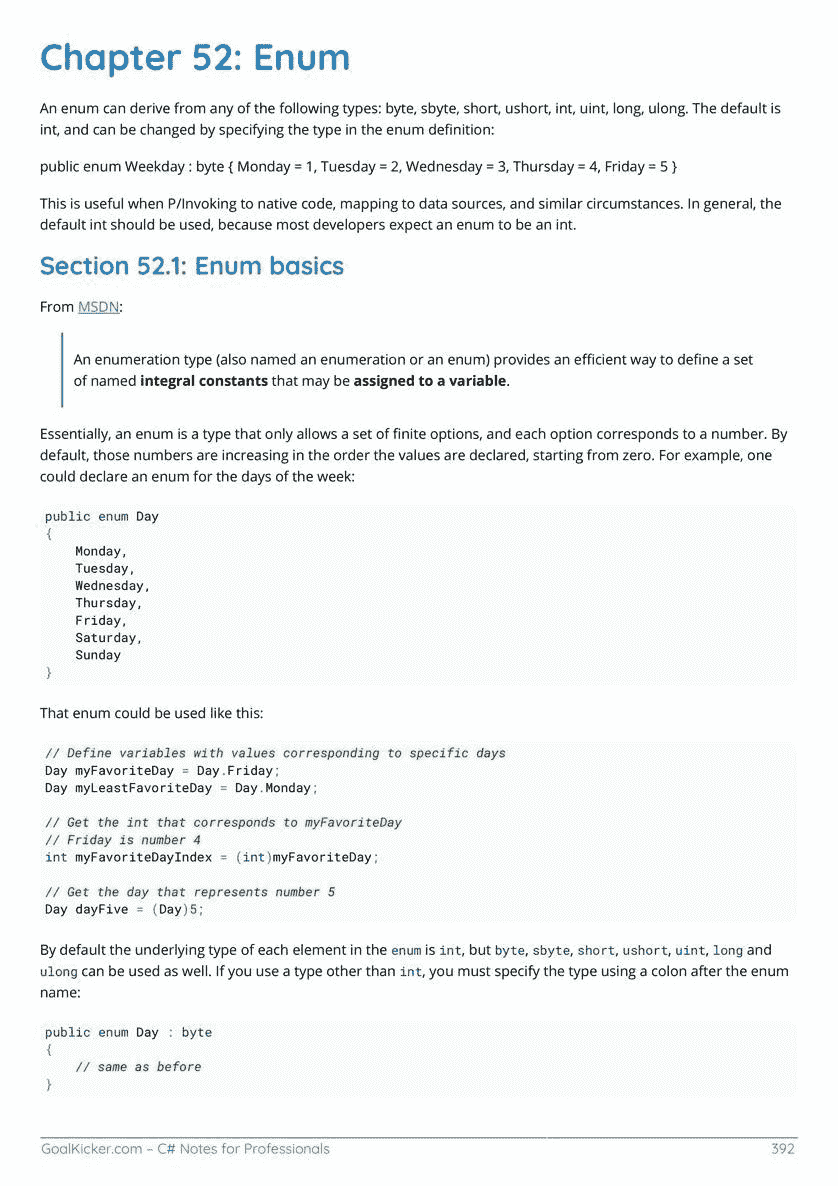 Chapter 52: Enum
An enum can derive from any of the following types: byte, sbyte, short, ushort, int, uint, long, ulong. The default is
int, and can be changed by specifying the type in the enum definition:
public enum Weekday : byte { Monday = 1, Tuesday = 2, Wednesday = 3, Thursday = 4, Friday = 5 }
This is useful when P/Invoking to native code, mapping to data sources, and similar circumstances. In general, the
default int should be used, because most developers expect an enum to be an int.
Section 52.1: Enum basics
From MSDN:
An enumeration type (also named an enumeration or an enum) provides an efficient way to define a set
of named integral constants that may be assigned to a variable.
Essentially, an enum is a type that only allows a set of finite options, and each option corresponds to a number. By
default, those numbers are increasing in the order the values are declared, starting from zero. For example, one
could declare an enum for the days of the week:
public enum Day
{
    Monday,
    Tuesday,
    Wednesday,
    Thursday,
    Friday,
    Saturday,
    Sunday
}
That enum could be used like this:
// Define variables with values corresponding to specific days
Day myFavoriteDay = Day.Friday;
Day myLeastFavoriteDay = Day.Monday;
// Get the int that corresponds to myFavoriteDay
// Friday is number 4
int myFavoriteDayIndex = (int)myFavoriteDay;
// Get the day that represents number 5
Day dayFive = (Day)5;
By default the underlying type of each element in the enum is int, but byte, sbyte, short, ushort, uint, long and
ulong can be used as well. If you use a type other than int, you must specify the type using a colon after the enum
name:
public enum Day : byte
{
    // same as before
}
GoalKicker.com – C# Notes for Professionals
392